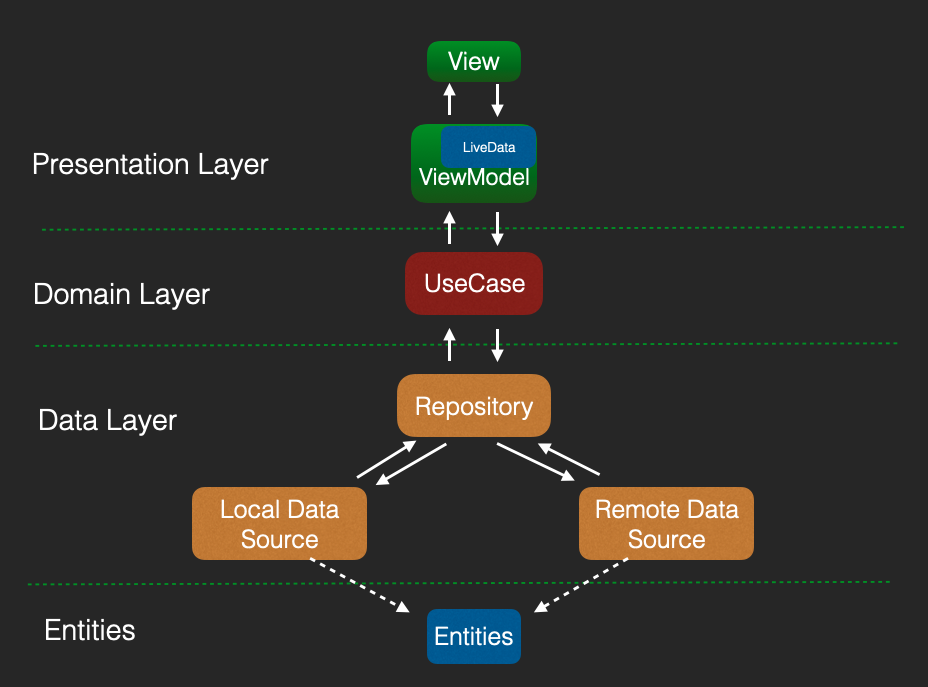 View
LiveData
Presentation Layer
ViewModel
UseCase
Domain Layer
Repository
Data Layer
Local Data
Source
Remote Data
Source
Entities
Entities